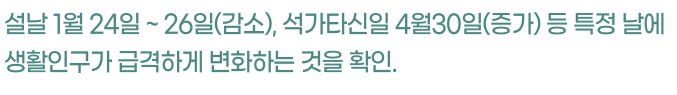 설날 1월 24일 ~ 26일(감소), 석가타신일 4월30일(증가) 등 특정 날에
생활인구가 급격하게 변화하는 것을 확인.